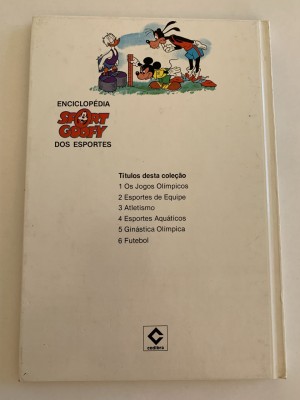 ENCICLOPÉDIA
SPORT
GOOFY
DOS ESPORTES
Títulos desta coleção
1 Os Jogos Olímpicos
2 Esportes de Equipe
3 Atletismo
4 Esportes Aquáticos
5 Ginástica Olímpica
6 Futebol
cedibra